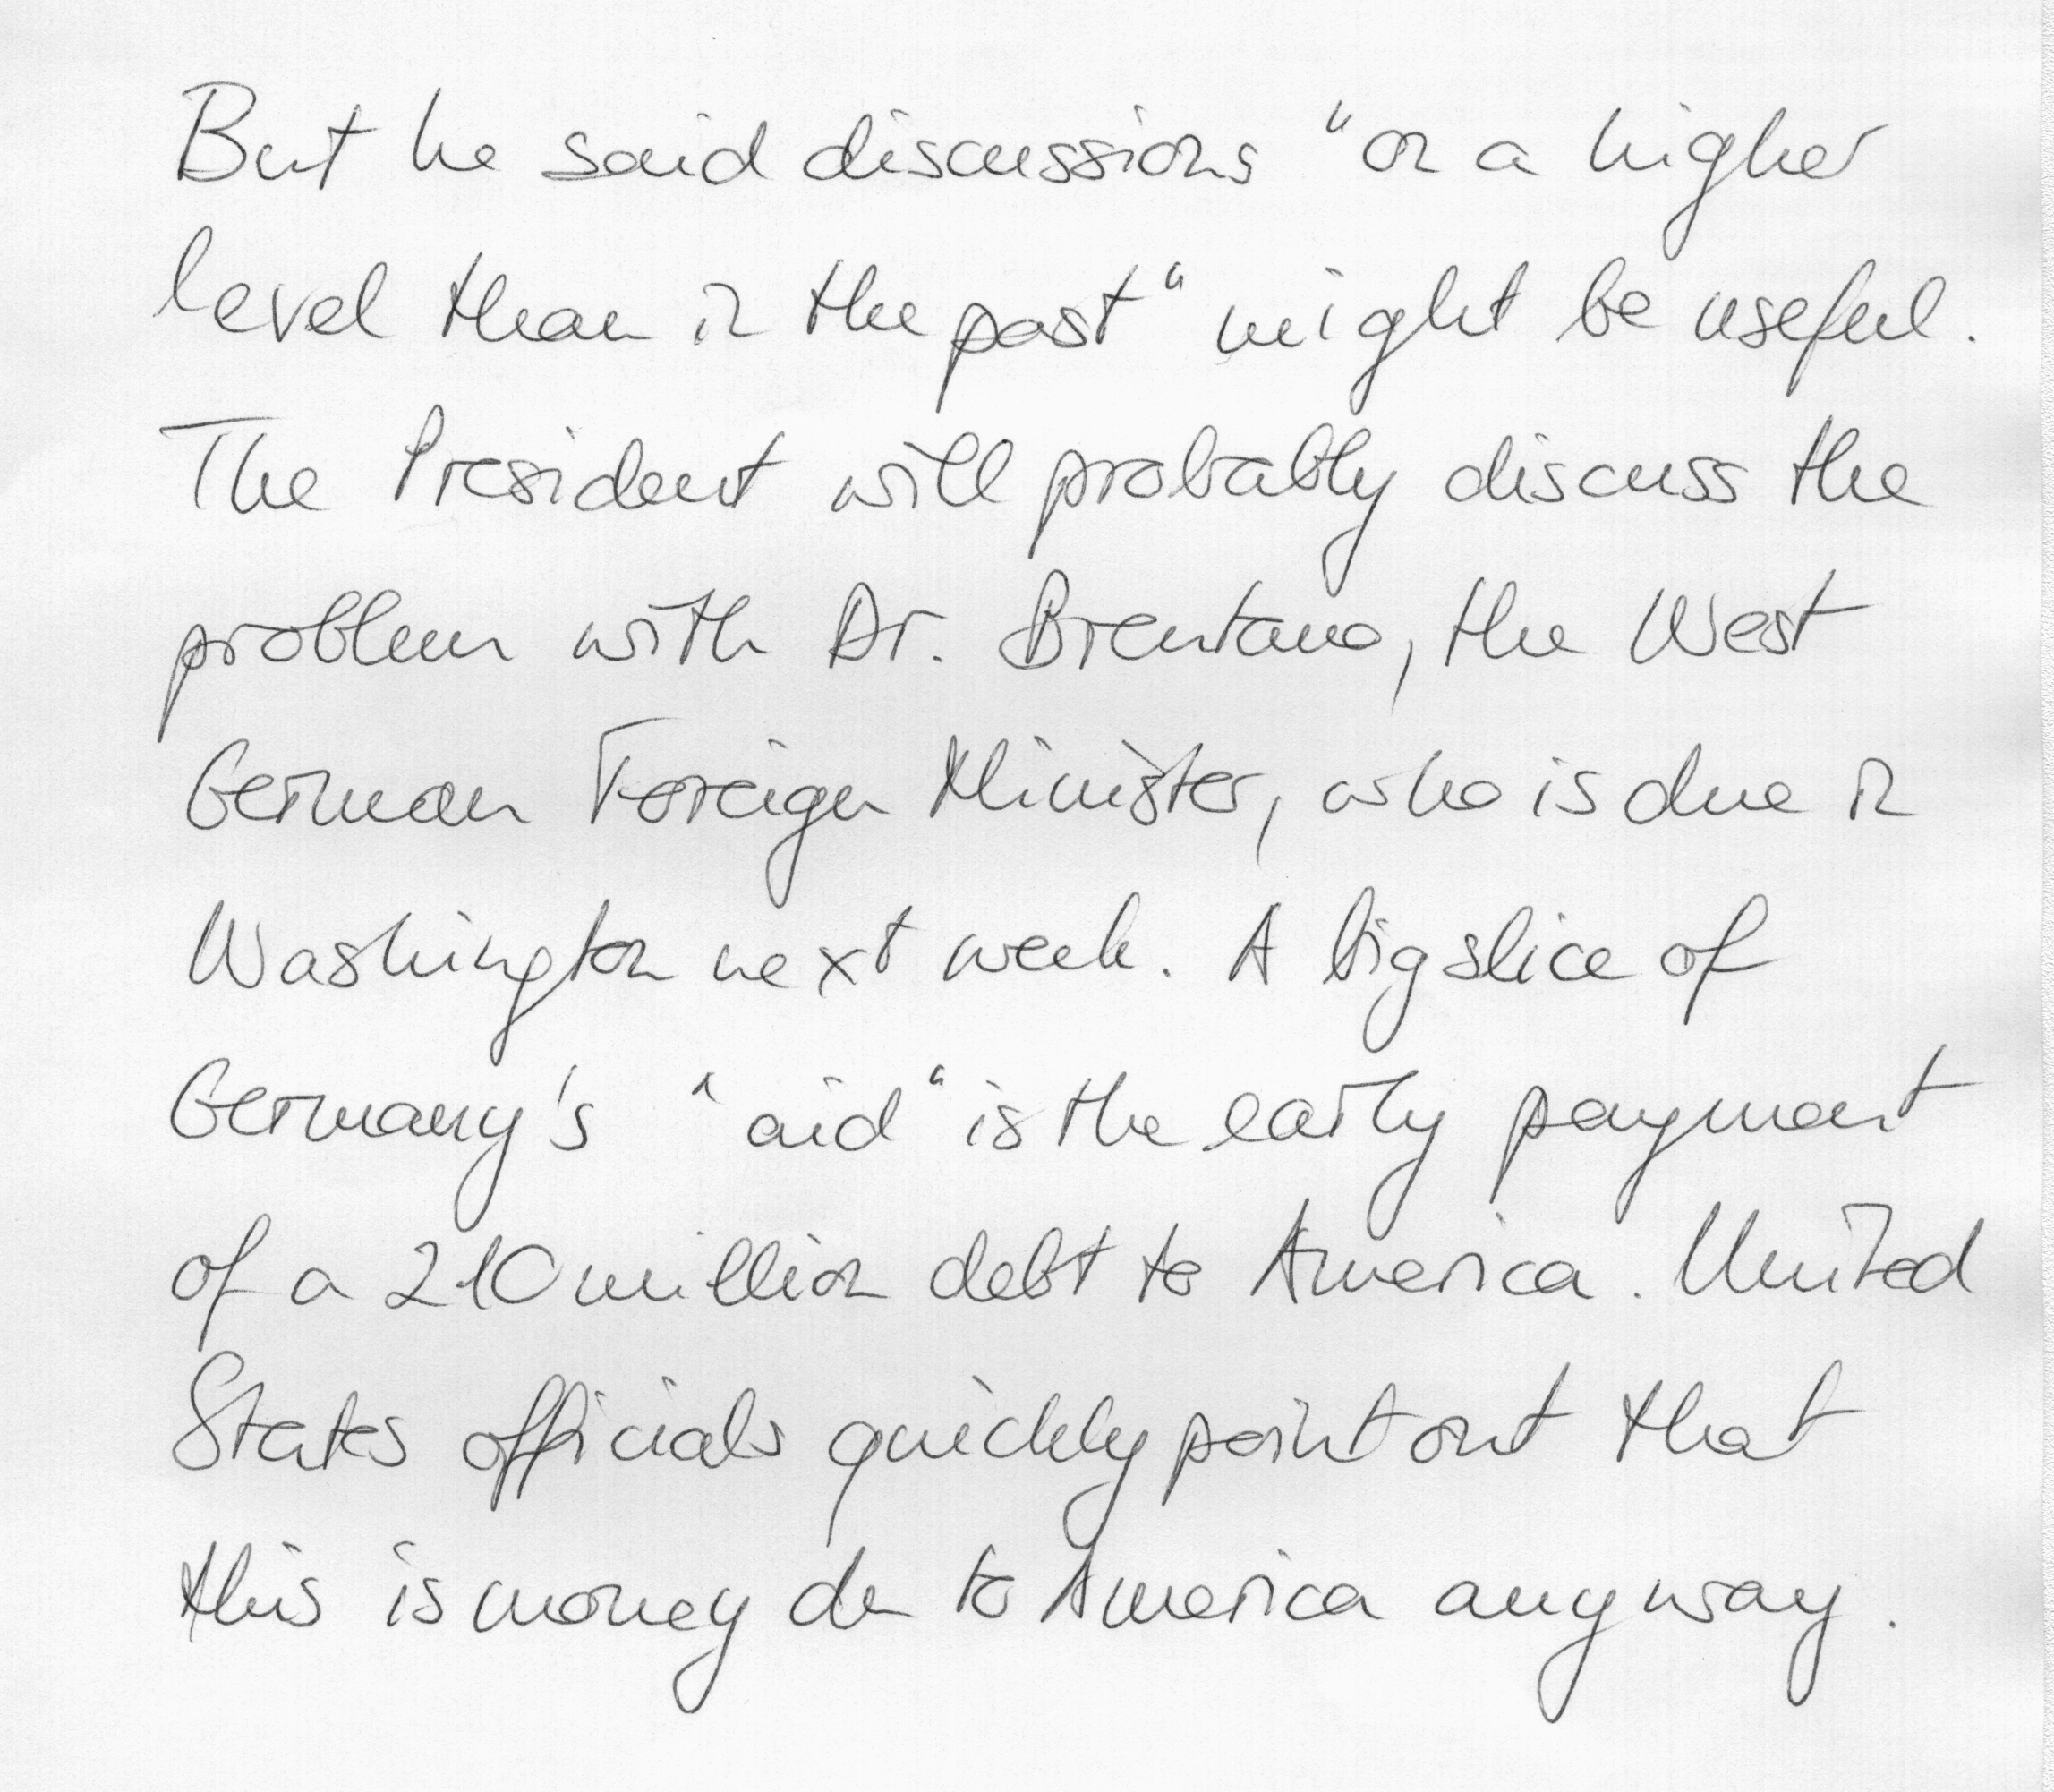 But he said discussions "on a higher
level than in the past" might be useful.
The President will probably discuss the
problem with Dr. Brentano, the West
German Foreign Minister, who is due in
Washington next week. A big slice of
Germany's "aid" is the early payment
of a 210 million debt to America. United
States officials quickly point out that
this is money du to America anyway.